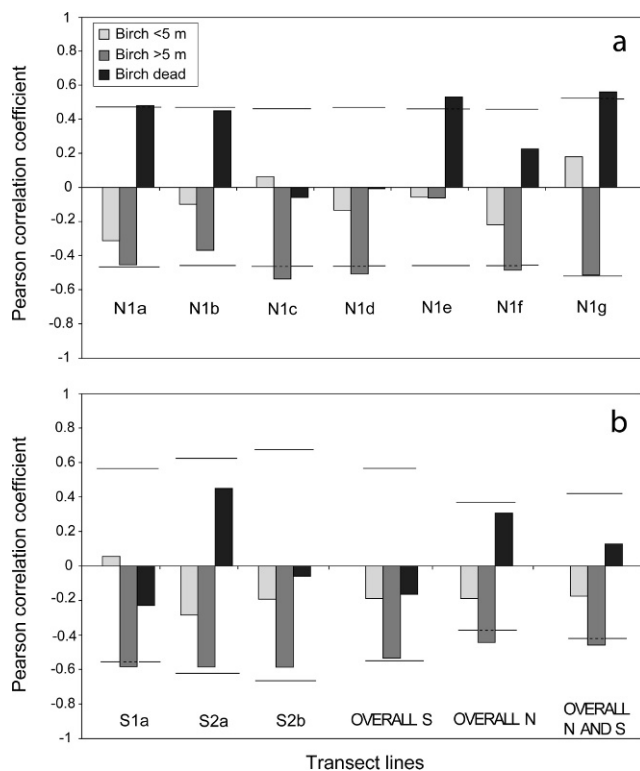 1
0.8
0.6
0.4
0.2
0
-0.2
-0.4
-0.6
-0.8
-1
Pearson correlation coefficient
Birch <5 m
Birch >5 m
Birch dead
a
N1a N1b N1c N1d N1e N1f N1g
1
0.8
0.6
0.4
0.2
0
-0.2
-0.4
-0.6
-0.8
-1
Pearson correlation coefficient
b
S1a S2a S2b OVERALL S OVERALL N OVERALL
N AND S
Transect lines